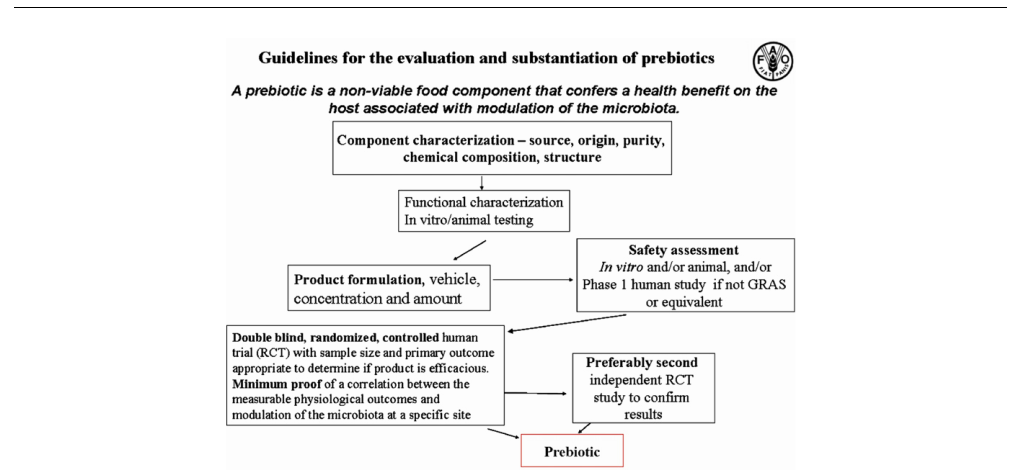 Guidelines for the evaluation and substantiation of prebiotics
F A O
FIAT PANIS
A prebiotic is a non-viable food component that confers a health benefit on the
host associated with modulation of the microbiota.
Component characterization – source, origin, purity,
chemical composition, structure
Functional characterization
In vitro/animal testing
Safety assessment
In vitro and/or animal, and/or
Phase 1 human study if not GRAS
or equivalent
Product formulation, vehicle,
concentration and amount
Double blind, randomized, controlled human
trial (RCT) with sample size and primary outcome
appropriate to determine if product is efficacious.
Minimum proof of a correlation between the
measurable physiological outcomes and
modulation of the microbiota at a specific site
Preferably second
independent RCT
study to confirm
results
Prebiotic